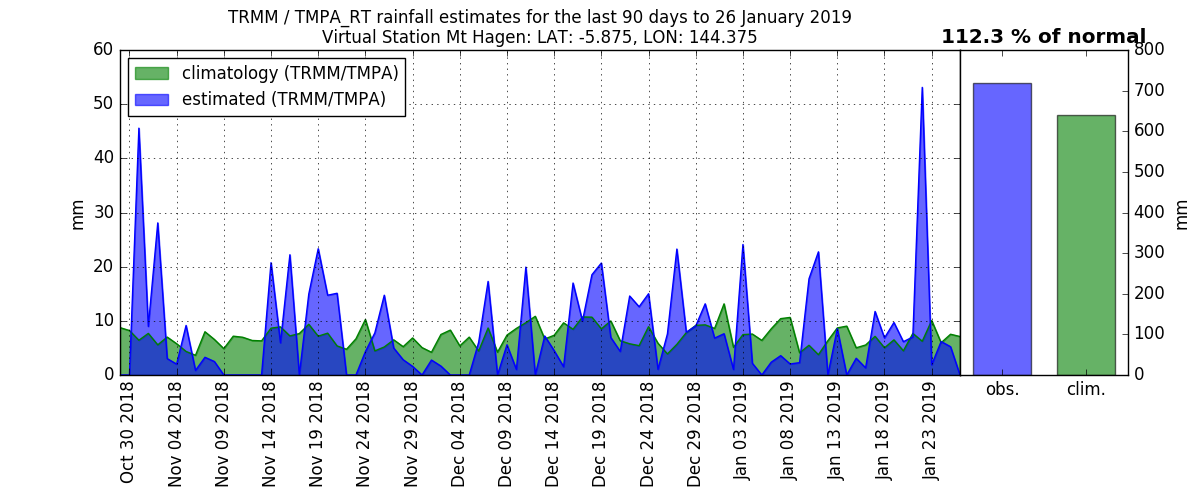 TRMM / TMPA_RT rainfall estimates for the last 90 days to 26 January 2019
Virtual Station Mt Hagen: LAT: -5.875, LON: 144.375
112.3 % of normal
climatology (TRMM/TMPA)
estimated (TRMM/TMPA)
60
50
40
30
20
10
0
mm
800
700
600
500
400
300
200
100
0
mm
obs.
clim.
Oct 30 2018
Nov 04 2018
Nov 09 2018
Nov 14 2018
Nov 19 2018
Nov 24 2018
Nov 29 2018
Dec 04 2018
Dec 09 2018
Dec 14 2018
Dec 19 2018
Dec 24 2018
Dec 29 2018
Jan 03 2019
Jan 08 2019
Jan 13 2019
Jan 18 2019
Jan 23 2019